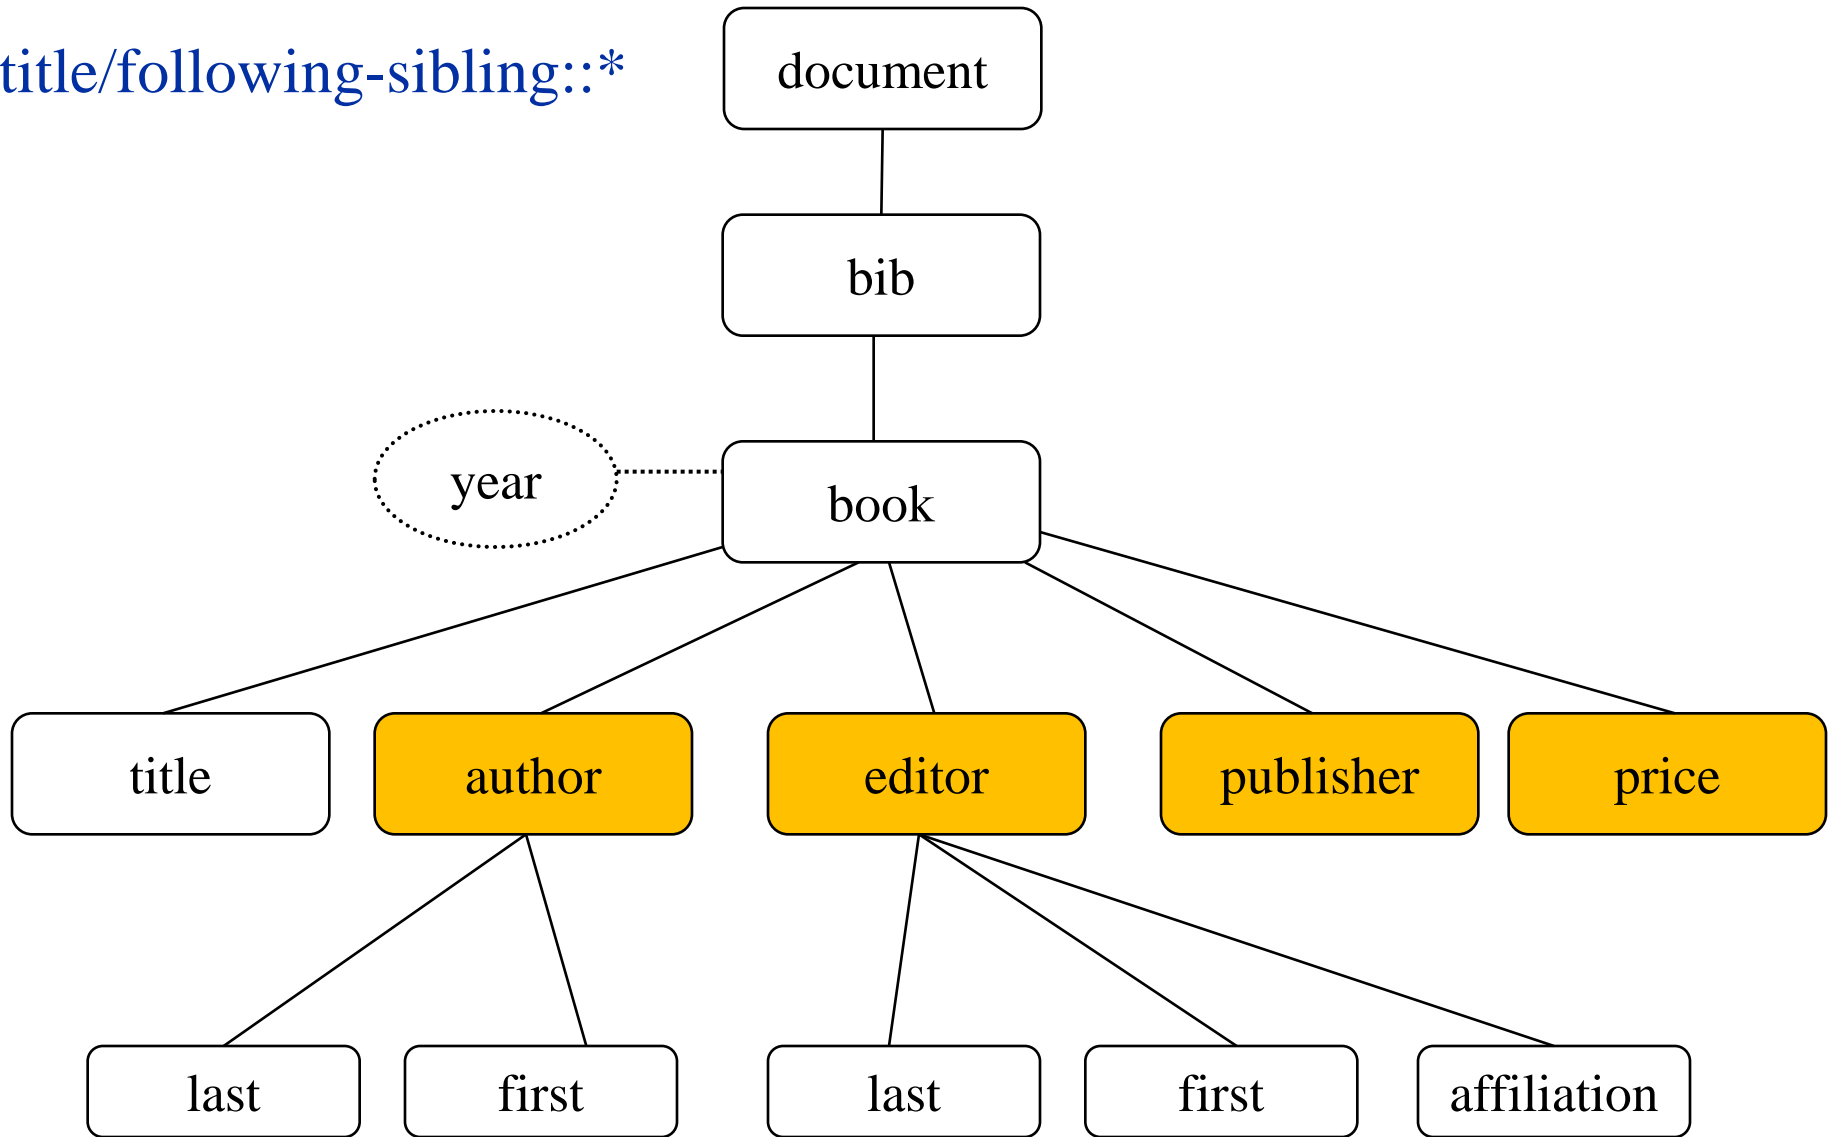 title/following-sibling::*
document
bib
year
book
title
author
editor
publisher
price
last
first
last
first
affiliation